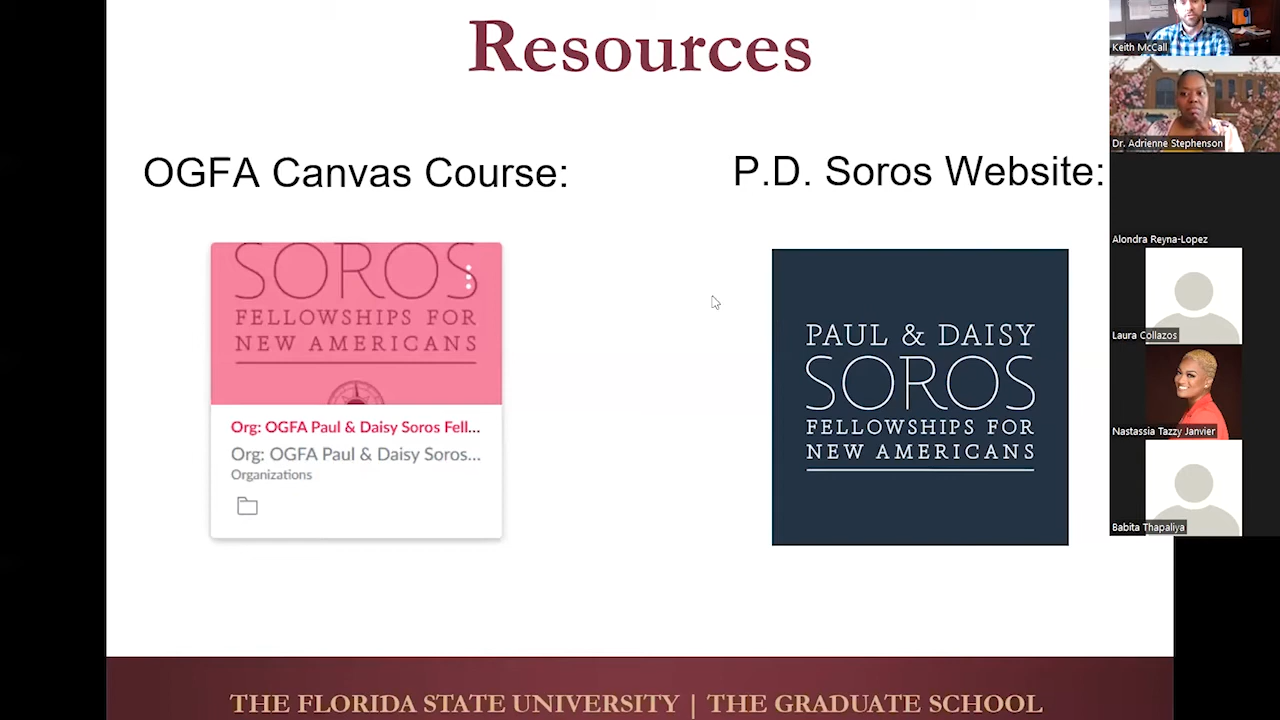 Resources
OGFA Canvas Course:
P.D. Soros Website:
SOROS
FELLOWSHIPS FOR
NEW AMERICANS
Org: OGFA Paul & Daisy Soros Fell...
Org: OGFA Paul & Daisy Soros...
Organizations
PAUL & DAISY
SOROS
FELLOWSHIPS FOR
NEW AMERICANS
THE FLORIDA STATE UNIVERSITY | THE GRADUATE SCHOOL
Keith McCall
Dr. Adrienne Stephenson
Alondra Reyna-Lopez
Laura Collazos
Nastassia Tazzy Janvier
Babita Thapaliya